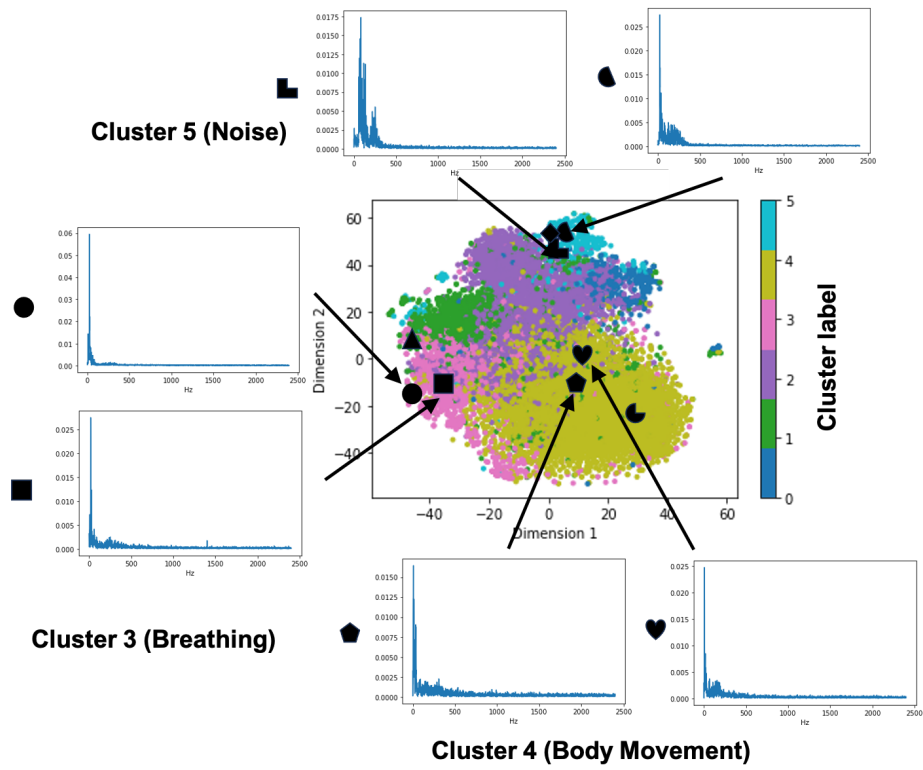 0.0175
0.0150
0.0125
0.0100
0.0075
0.0050
0.0025
0.0000
0 500 1000 1500 2000 2500
Hz
0.025
0.020
0.015
0.010
0.005
0.000
0 500 1000 1500 2000 2500
Hz
Cluster 5 (Noise)
0.06
0.05
0.04
0.03
0.02
0.01
0.00
0 500 1000 1500 2000 2500
0.025
0.020
0.015
0.010
0.005
0.000
0 500 1000 1500 2000 2500
Hz
Cluster 3 (Breathing)
60
40
20
0
−20
−40
Dimension 2
−40 −20 0 20 40 60
Dimension 1
5
4
3
2
1
0
Cluster label
0.0150
0.0125
0.0100
0.0075
0.0050
0.0025
0.0000
0 500 1000 1500 2000 2500
Hz
0.025
0.020
0.015
0.010
0.005
0.000
0 500 1000 1500 2000 2500
Hz
Cluster 4 (Body Movement)